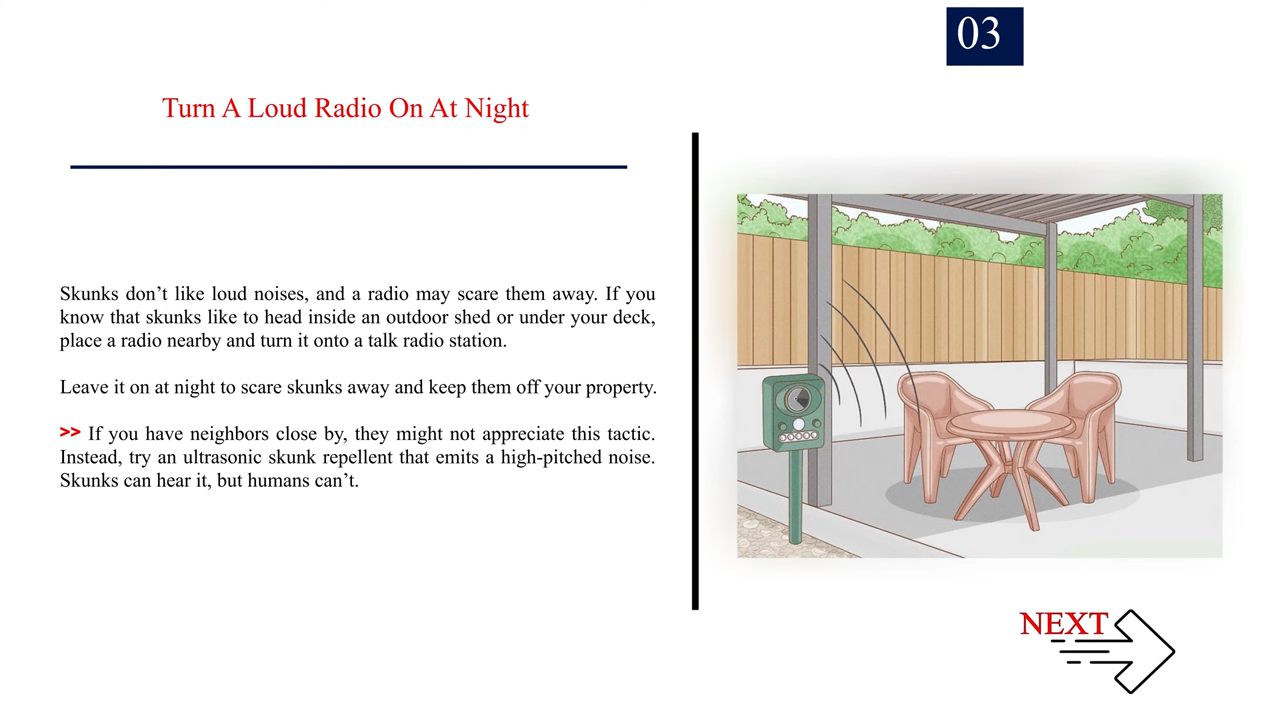 03
Turn A Loud Radio On At Night
Skunks don’t like loud noises, and a radio may scare them away. If you
know that skunks like to head inside an outdoor shed or under your deck,
place a radio nearby and turn it onto a talk radio station.
Leave it on at night to scare skunks away and keep them off your property.
>> If you have neighbors close by, they might not appreciate this tactic.
Instead, try an ultrasonic skunk repellent that emits a high-pitched noise.
Skunks can hear it, but humans can’t.
NEXT